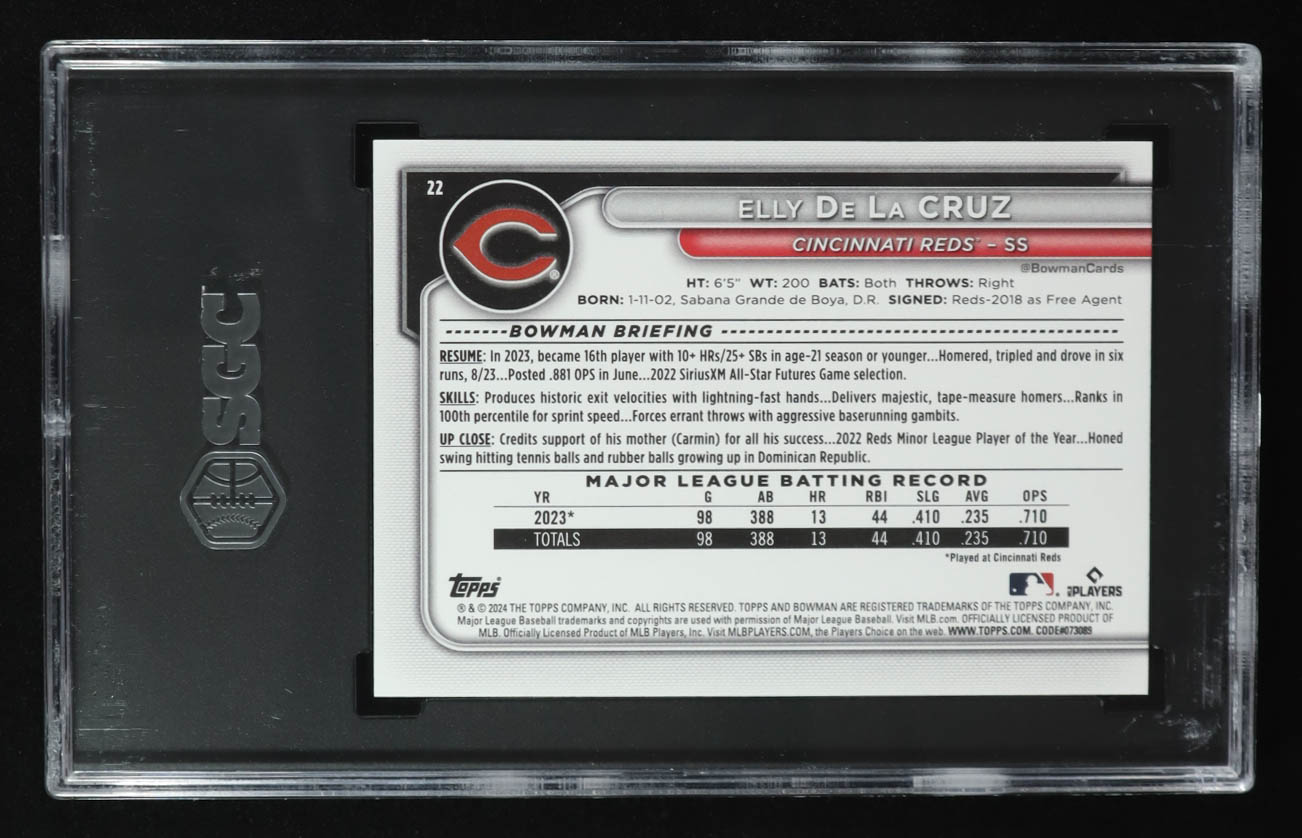 SGC
22
ELLY DE LA CRUZ
CINCINNATI REDS™ – SS
@BowmanCards
HT: 6'5" WT: 200 BATS: Both THROWS: Right
BORN: 1-11-02, Sabana Grande de Boya, D.R. SIGNED: Reds-2018 as Free Agent
BOWMAN BRIEFING
RESUME: In 2023, became 16th player with 10+ HRs/25+ SBs in age-21 season or younger...Homered, tripled and drove in six
runs, 8/23...Posted .881 OPS in June...2022 SiriusXM All-Star Futures Game selection.
SKILLS: Produces historic exit velocities with lightning-fast hands...Delivers majestic, tape-measure homers...Ranks in
100th percentile for sprint speed...Forces errant throws with aggressive baserunning gambits.
UP CLOSE: Credits support of his mother (Carmin) for all his success...2022 Reds Minor League Player of the Year...Honed
swing hitting tennis balls and rubber balls growing up in Dominican Republic.
MAJOR LEAGUE BATTING RECORD
YR G AB HR RBI SLG AVG OPS
2023* 98 388 13 44 .410 .235 .710
TOTALS 98 388 13 44 .410 .235 .710
*Played at Cincinnati Reds
Topps
PLAYERS
® & © 2024 THE TOPPS COMPANY, INC. ALL RIGHTS RESERVED. TOPPS AND BOWMAN ARE REGISTERED TRADEMARKS OF THE TOPPS COMPANY, INC.
Major League Baseball trademarks and copyrights are used with permission of Major League Baseball. Visit MLB.com. OFFICIALLY LICENSED PRODUCT OF
MLB. Officially Licensed Product of MLB Players, Inc. Visit MLBPLAYERS.COM, the Players Choice on the web. WWW.TOPPS.COM. CODE#073089